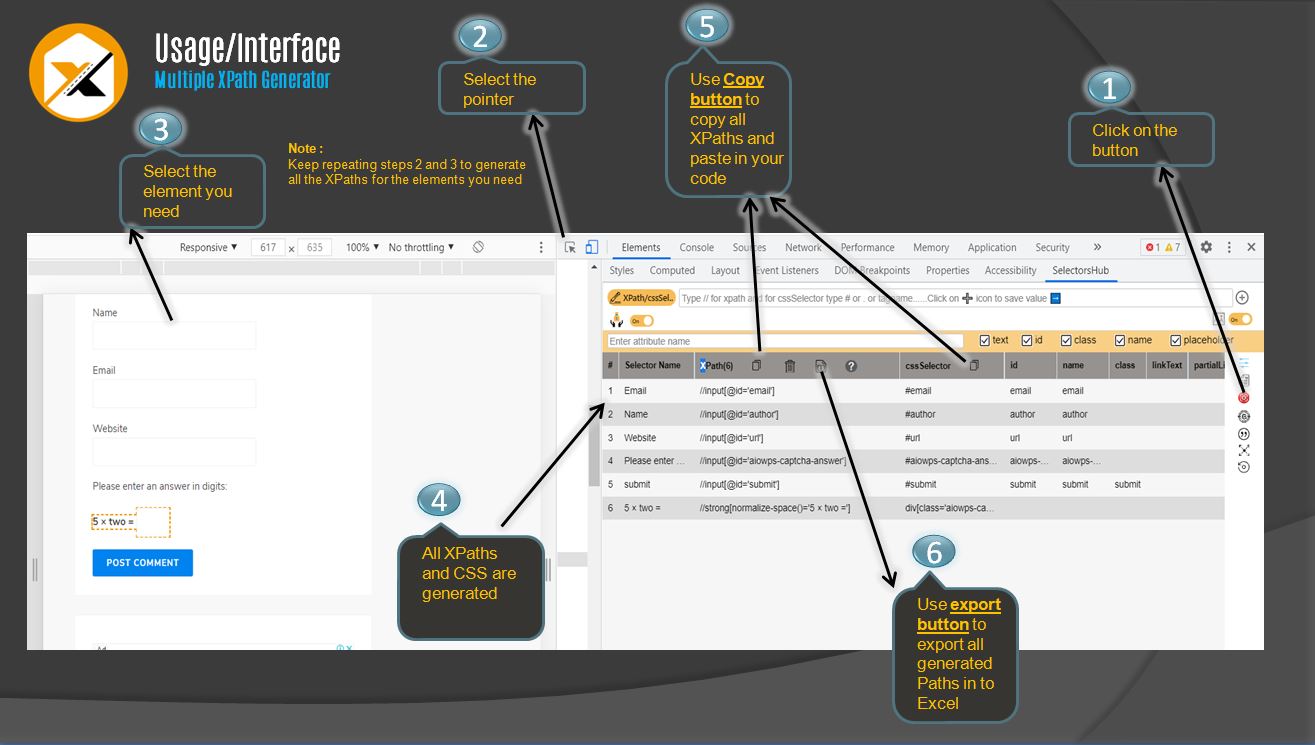 Usage/Interface
Multiple XPath Generator
1
Click on the
button
2
Select the
pointer
3
Select the
element you
need
Note :
Keep repeating steps 2 and 3 to generate
all the XPaths for the elements you need
5
Use Copy
button to
copy all
XPaths and
paste in your
code
Responsive ▼ 617 × 635 100% ▼ No throttling ▼
Elements Console Sources Network Performance Memory Application Security » 1 7
Styles Computed Layout Event Listeners DOM Breakpoints Properties Accessibility SelectorsHub
XPath/cssSel.. Type // for xpath and for cssSelector type # or . or tagname......Click on + icon to save value
On On
Enter attribute name text id class name placeholder
# Selector Name XPath(6) cssSelector id name class linkText partialLi
1 Email //input[@id='email'] #email email email
2 Name //input[@id='author'] #author author author
3 Website //input[@id='url'] #url url url
4 Please enter ... //input[@id='aiowps-captcha-answer'] #aiowps-captcha-ans... aiowps-... aiowps-...
5 submit //input[@id='submit'] #submit submit submit submit
6 5 × two = //strong[normalize-space()='5 × two ='] div[class='aiowps-ca...
Name
Email
Website
Please enter an answer in digits:
5 × two =
POST COMMENT
4
All XPaths
and CSS are
generated
6
Use export
button to
export all
generated
Paths in to
Excel